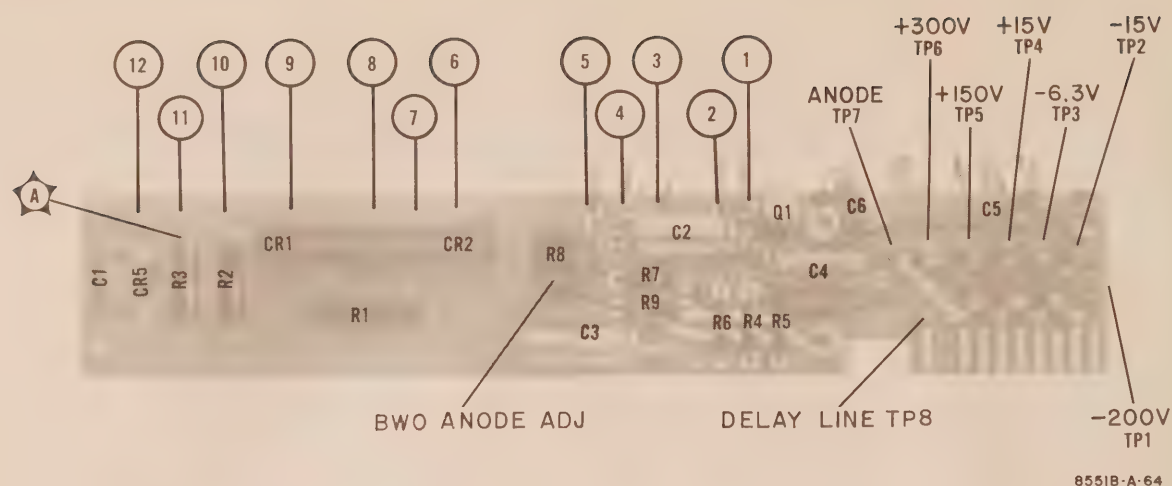 +300V
TP6
+15V
TP4
-15V
TP2
12
10
9
8
6
5
3
1
ANODE
TP7
+150V
TP5
-6.3V
TP3
11
7
4
2
A
C6
C5
Q1
C2
CR1
CR2
R8
C1
CR5
R3
R2
R7
C4
R9
R1
C3
R6
R4
R5
BWO ANODE ADJ
DELAY LINE TP8
-200V
TP1
8551B-A-64